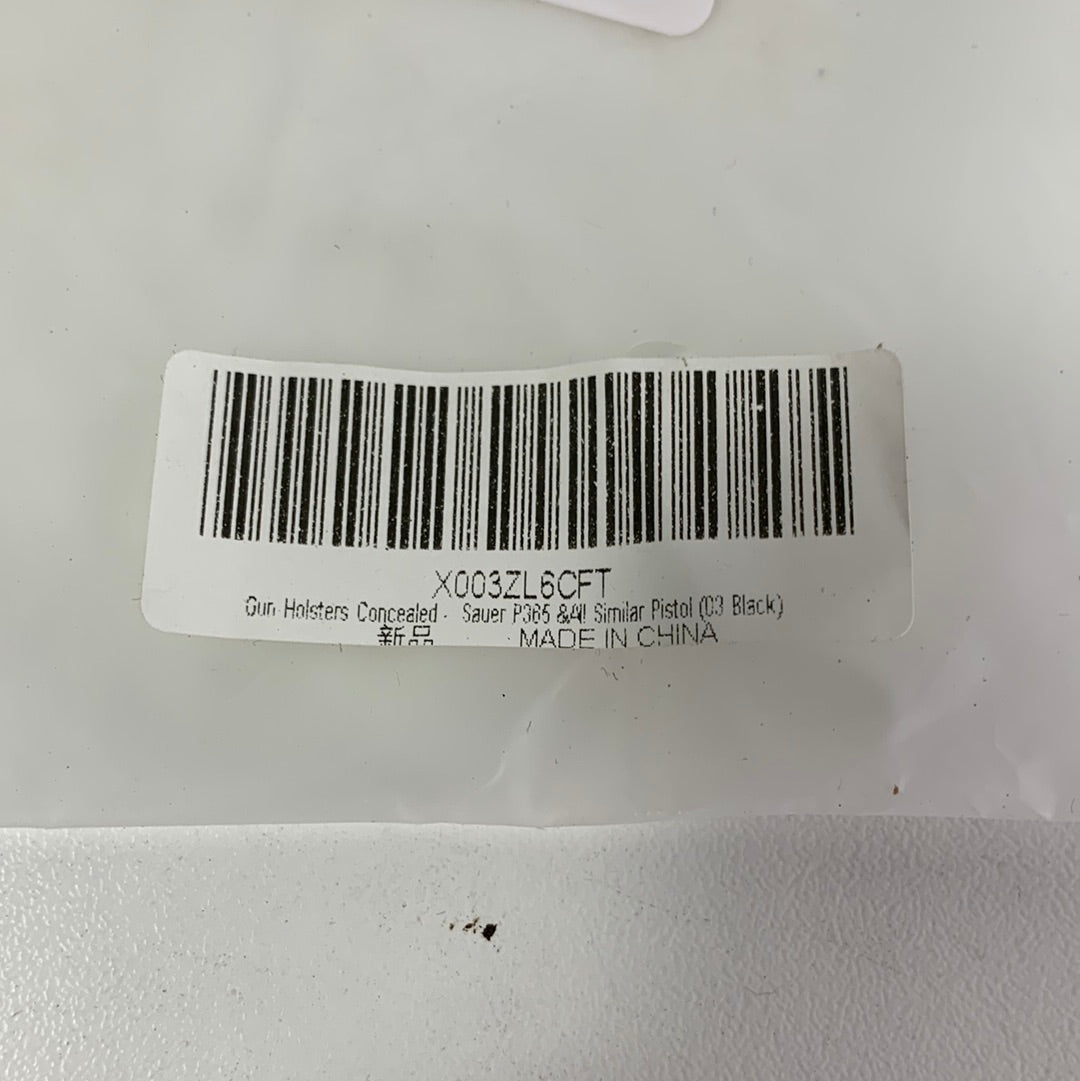 X003ZL6CFT
Gun Holsters Concealed - Sauer P365 &All Similar Pistol (03 Black)
新品 MADE IN CHINA